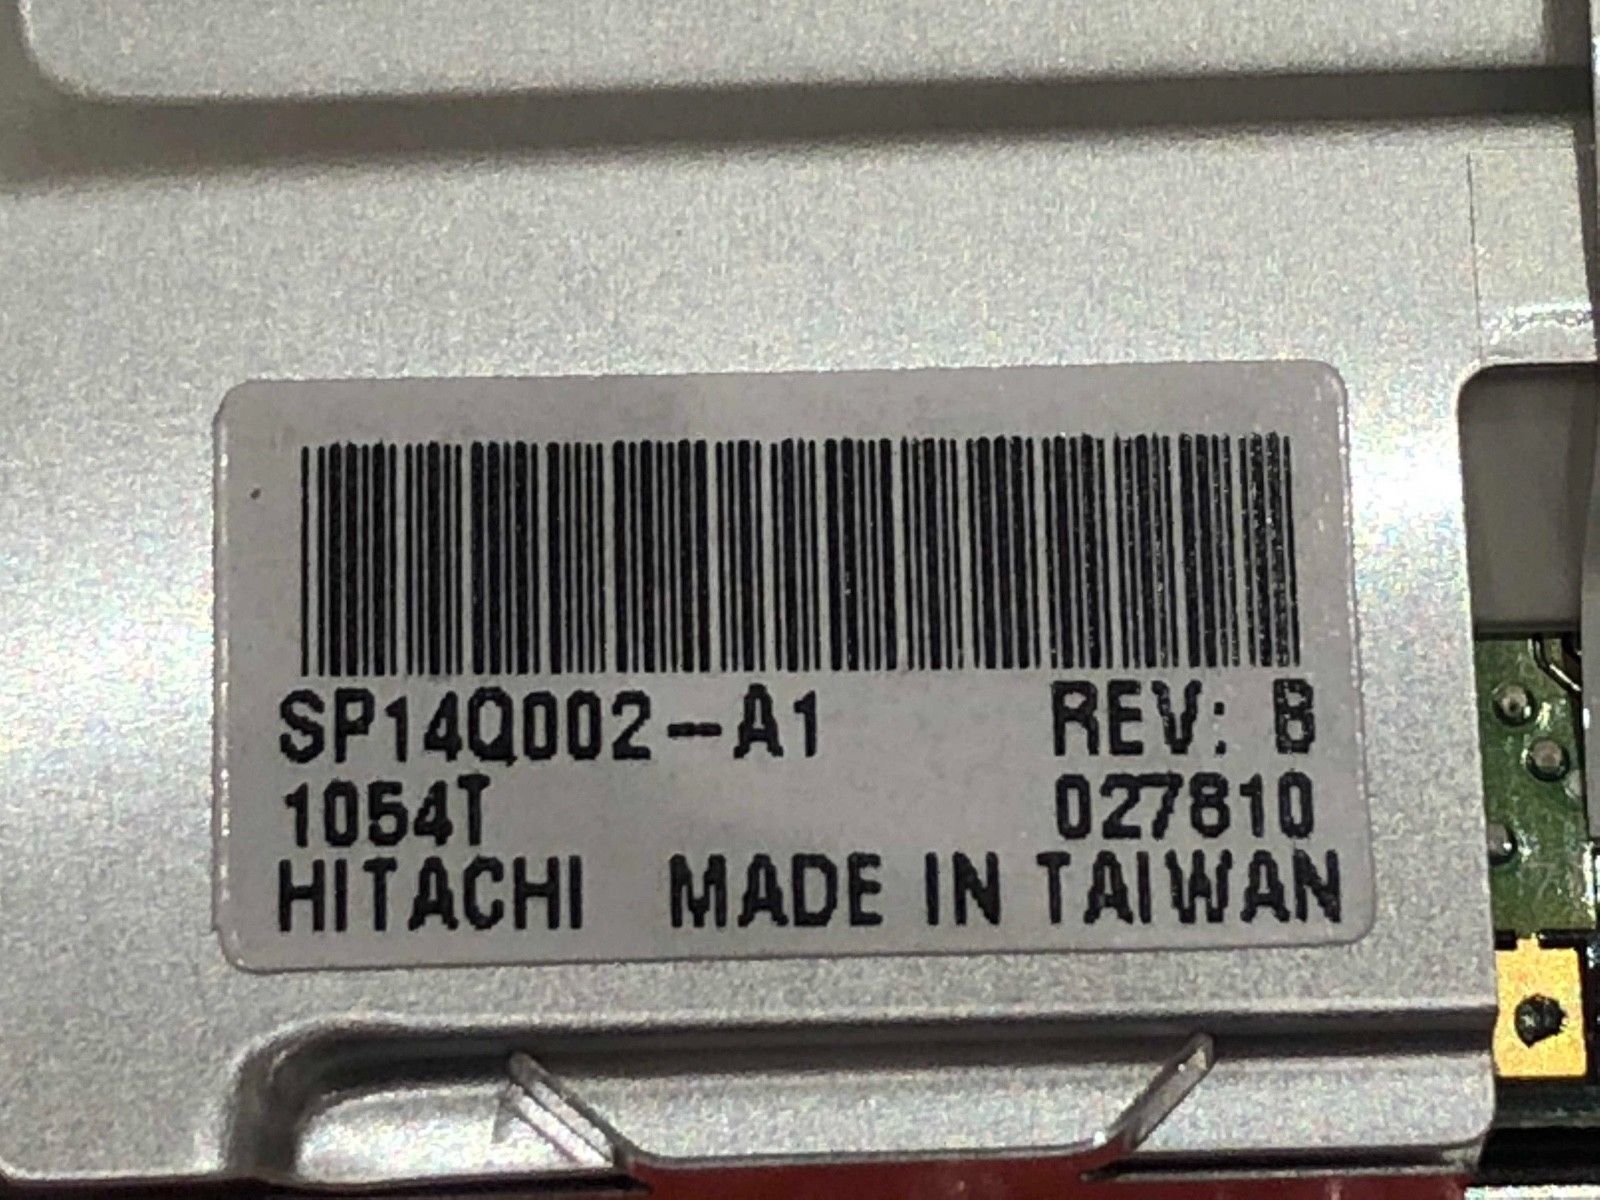 SP14Q002-A1 REV: B
1054T 027810
HITACHI MADE IN TAIWAN